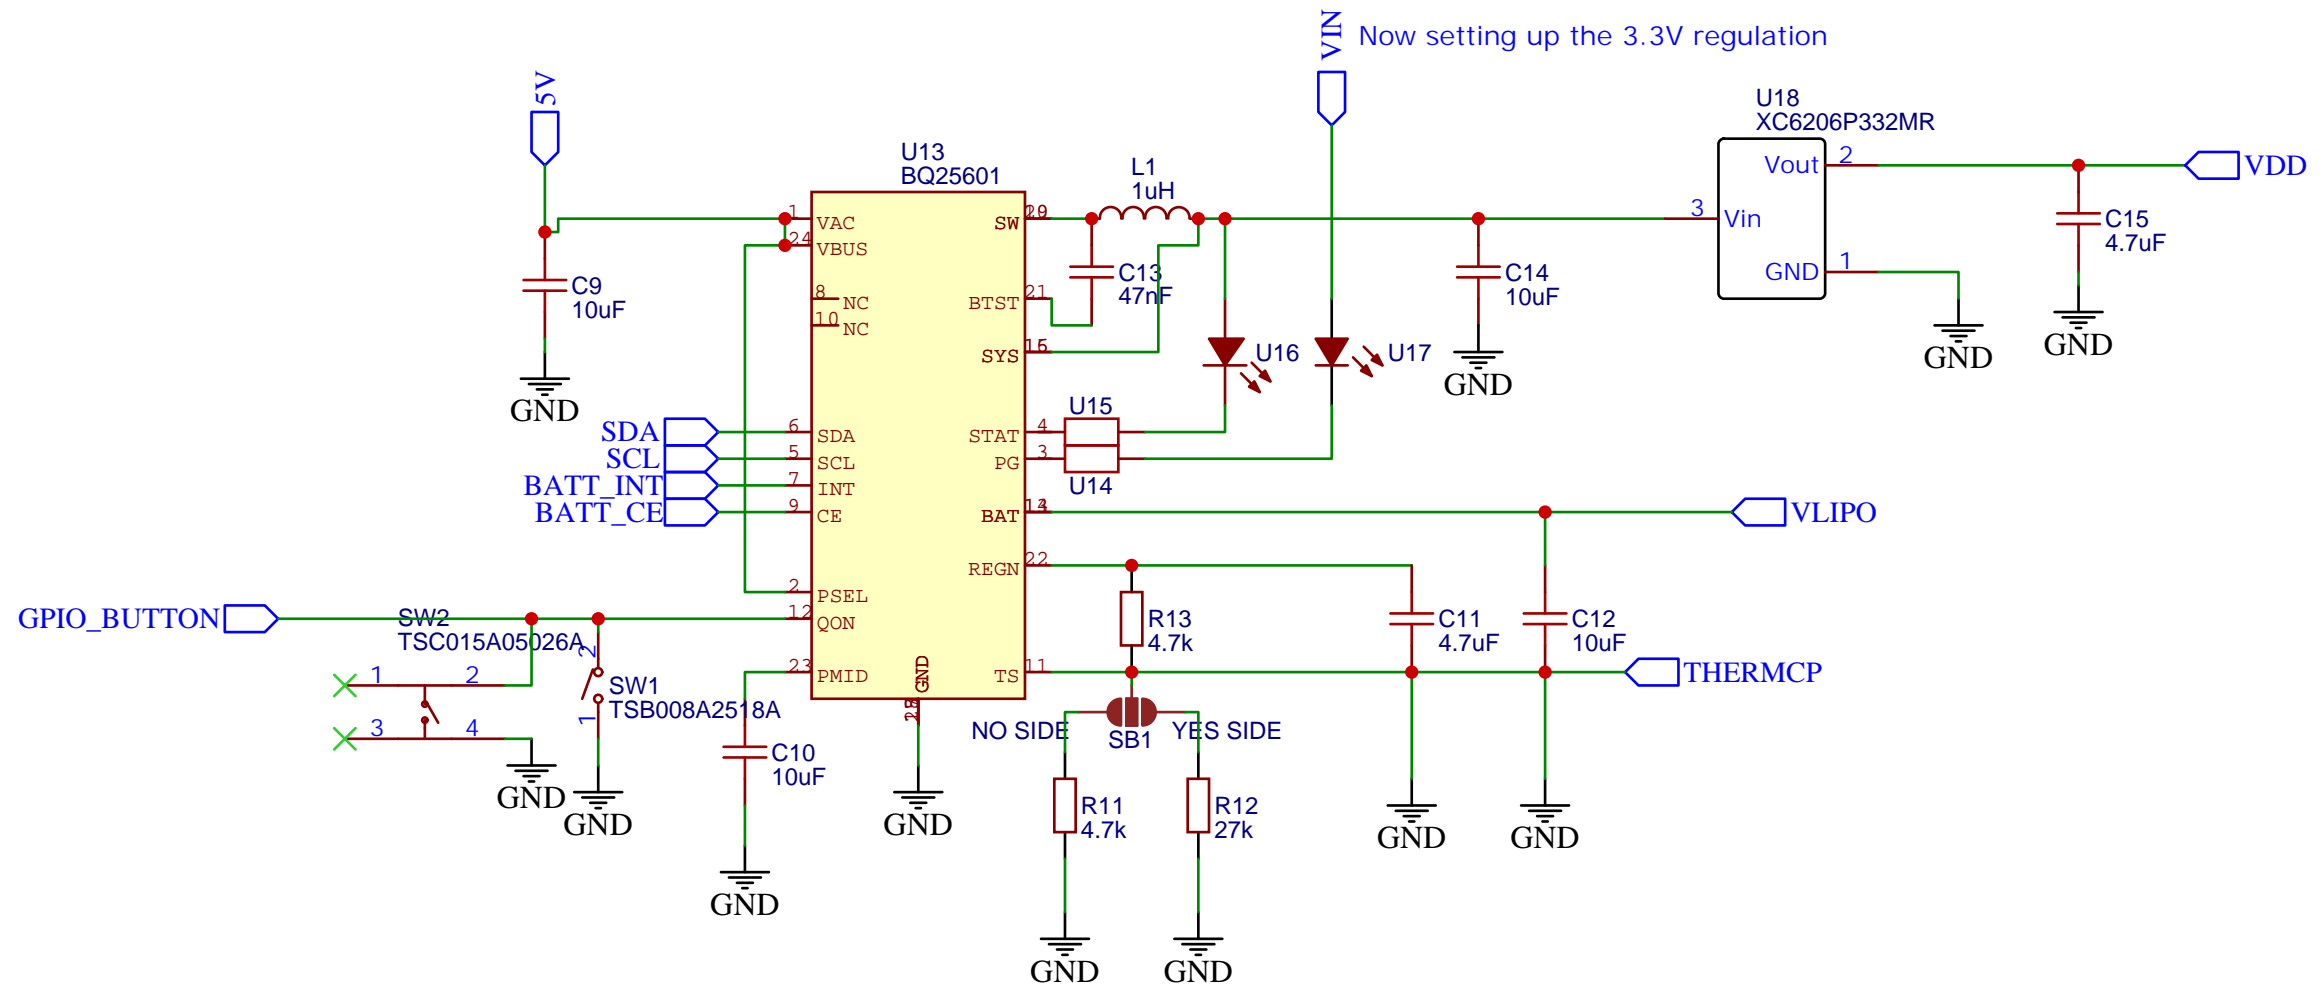 VIN
Now setting up the 3.3V regulation
5V
U18
XC6206P332MR
Vout
2
VDD
3
Vin
GND
1
C15
4.7uF
GND
GND
U13
BQ25601
L1
1uH
1
VAC
24
VBUS
8
NC
10
NC
6
SDA
5
SCL
7
INT
9
CE
2
PSEL
12
QON
23
PMID
SW
BTST
21
SYS
STAT
4
PG
3
BAT
REGN
22
TS
11
GND
C9
10uF
GND
C13
47nF
C14
10uF
GND
U16
U17
U15
U14
SDA
SCL
BATT_INT
BATT_CE
VLIPO
GPIO_BUTTON
SW2
TSC015A05026A
1
2
3
4
GND
2
SW1
TSB008A2518A
1
GND
C10
10uF
GND
GND
R13
4.7k
C11
4.7uF
C12
10uF
THERMCP
NO SIDE
SB1
YES SIDE
R11
4.7k
R12
27k
GND
GND
GND
GND